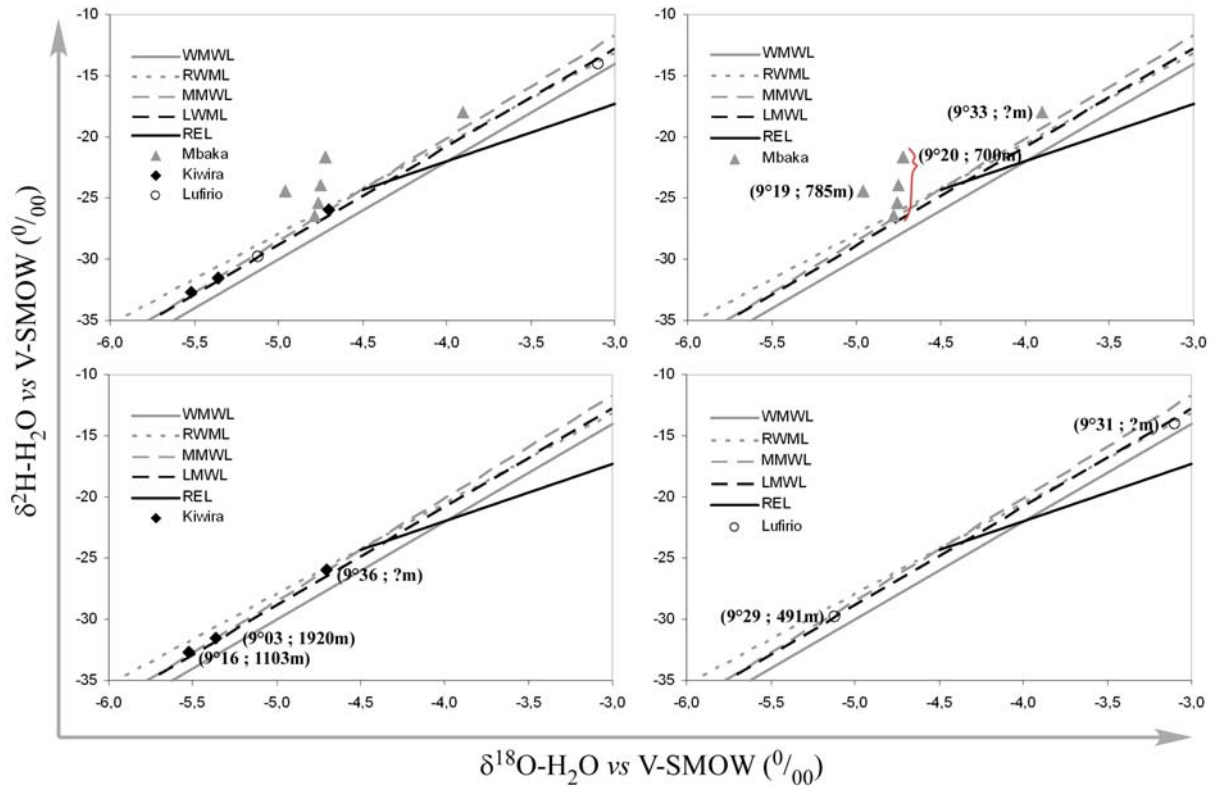 δ²H-H₂O vs V-SMOW (⁰/₀₀)
-10
-15
-20
-25
-30
-35
WMWL
RWML
MMWL
LWML
REL
Mbaka
Kiwira
Lufirio
-6,0 -5,5 -5,0 -4,5 -4,0 -3,5 -3,0
-10
-15
-20
-25
-30
-35
WMWL
RWML
MMWL
LMWL
REL
Mbaka
(9°33 ; ?m)
(9°20 ; 700m)
(9°19 ; 785m)
-6,0 -5,5 -5,0 -4,5 -4,0 -3,5 -3,0
-10
-15
-20
-25
-30
-35
WMWL
RWML
MMWL
LMWL
REL
Kiwira
(9°36 ; ?m)
(9°03 ; 1920m)
(9°16 ; 1103m)
-6,0 -5,5 -5,0 -4,5 -4,0 -3,5 -3,0
-10
-15
-20
-25
-30
-35
WMWL
RWML
MMWL
LMWL
REL
Lufirio
(9°31 ; ?m)
(9°29 ; 491m)
-6,0 -5,5 -5,0 -4,5 -4,0 -3,5 -3,0
δ¹⁸O-H₂O vs V-SMOW (⁰/₀₀)